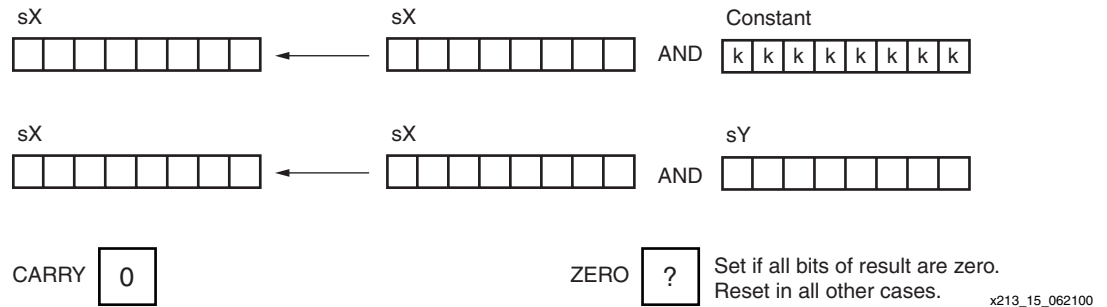 sX sX Constant
AND k k k k k k k k
sX sX sY
AND
CARRY 0 ZERO ? Set if all bits of result are zero.
Reset in all other cases.
x213_15_062100